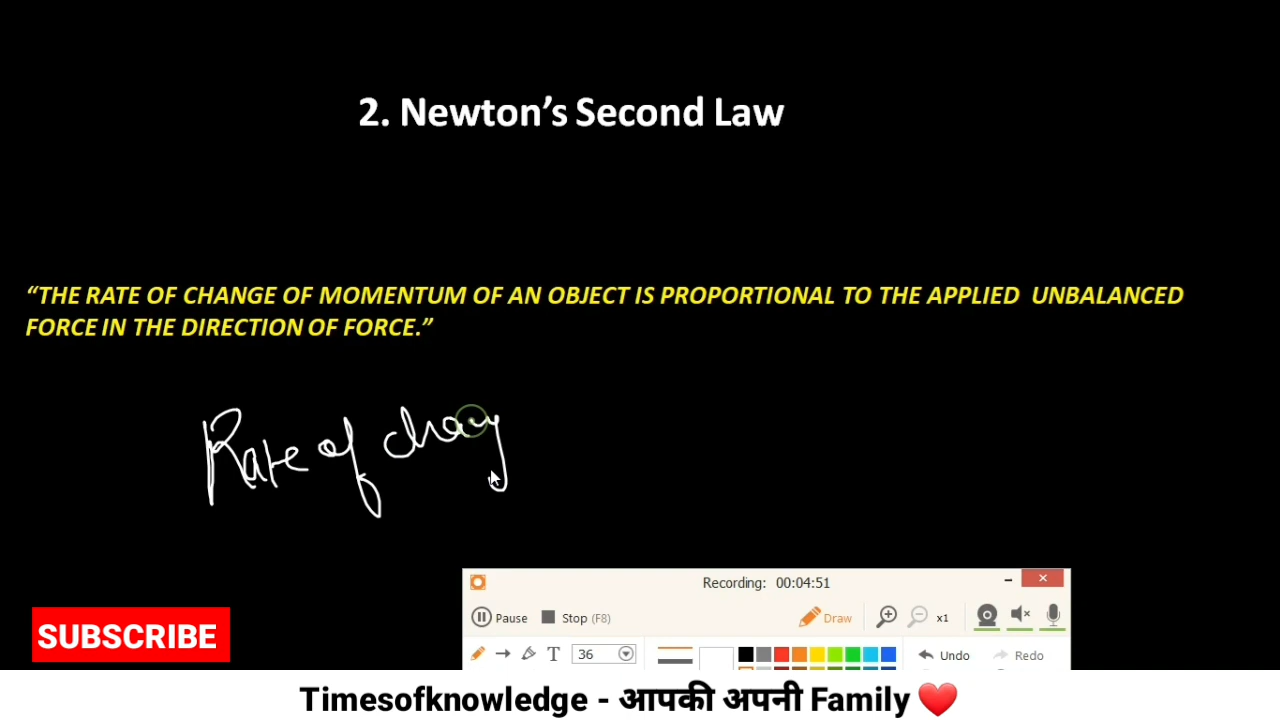 2. Newton’s Second Law
“THE RATE OF CHANGE OF MOMENTUM OF AN OBJECT IS PROPORTIONAL TO THE APPLIED UNBALANCED
FORCE IN THE DIRECTION OF FORCE.”
Rate of chang
Recording: 00:04:51
Pause Stop (F8) Draw x1
T 36 Undo Redo
SUBSCRIBE
Timesofknowledge - आपकी अपनी Family ❤️